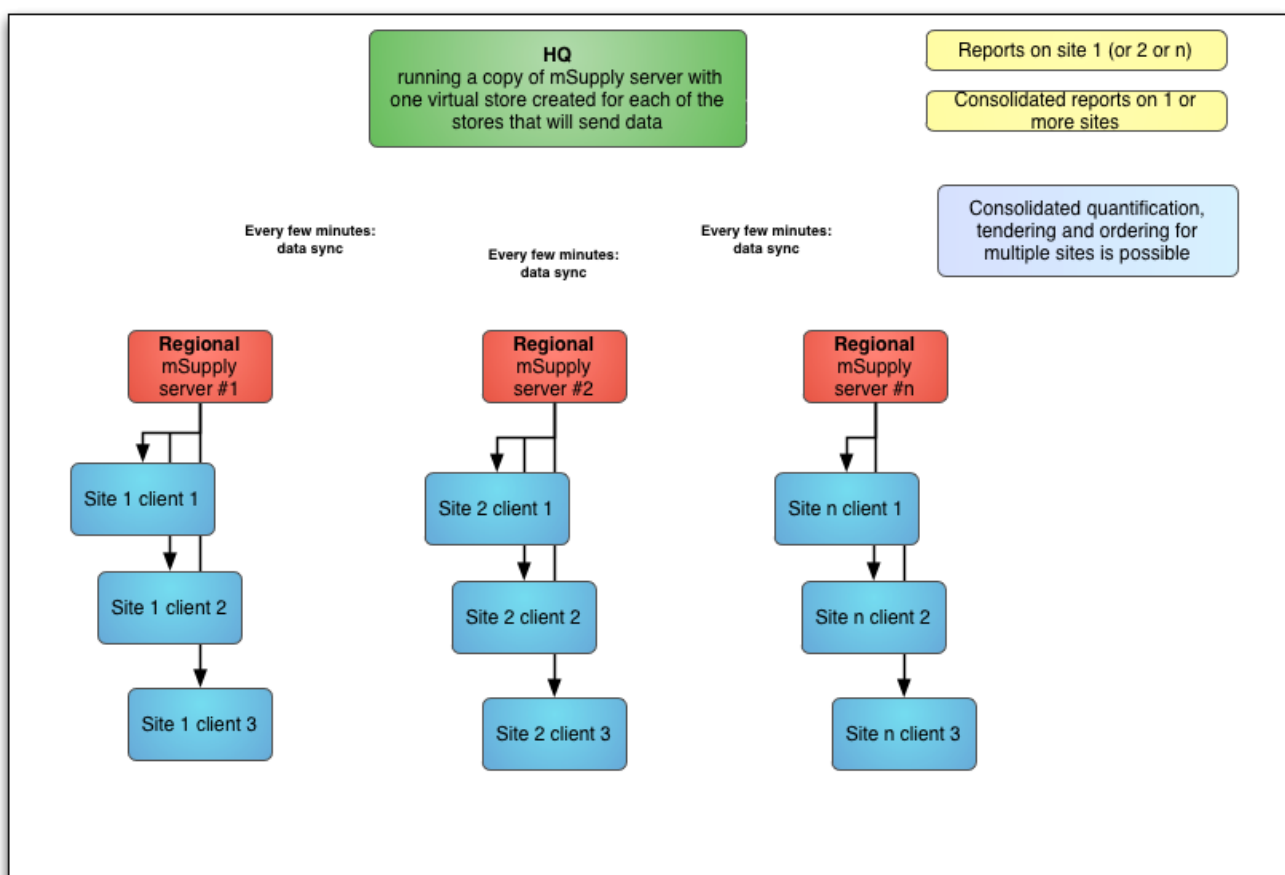 HQ
running a copy of mSupply server with
one virtual store created for each of the
stores that will send data
Reports on site 1 (or 2 or n)
Consolidated reports on 1 or
more sites
Consolidated quantification,
tendering and ordering for
multiple sites is possible
Every few minutes:
data sync
Every few minutes:
data sync
Every few minutes:
data sync
Regional
mSupply
server #1
Regional
mSupply
server #2
Regional
mSupply
server #n
Site 1 client 1
Site 2 client 1
Site n client 1
Site 1 client 2
Site 2 client 2
Site n client 2
Site 1 client 3
Site 2 client 3
Site n client 3